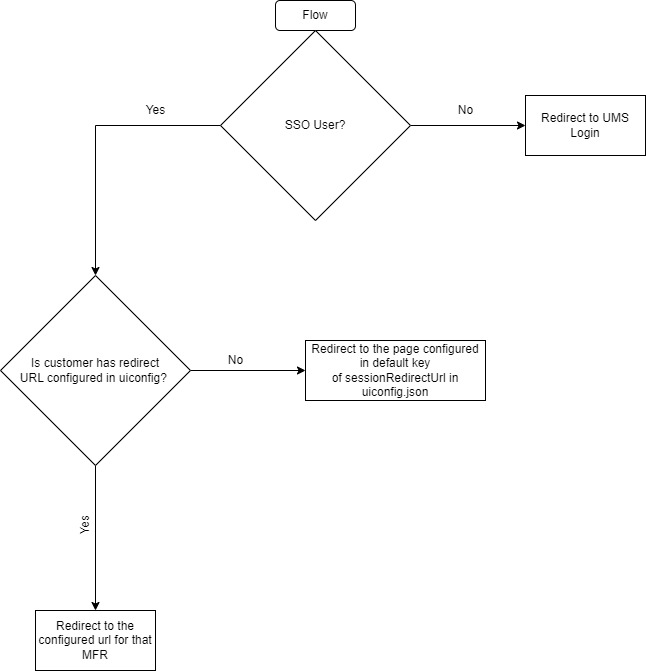 Flow
SSO User?
Yes
No
Redirect to UMS
Login
Is customer has redirect
URL configured in uiconfig?
No
Redirect to the page configured
in default key
of sessionRedirectUrl in
uiconfig.json
Yes
Redirect to the
configured url for that
MFR